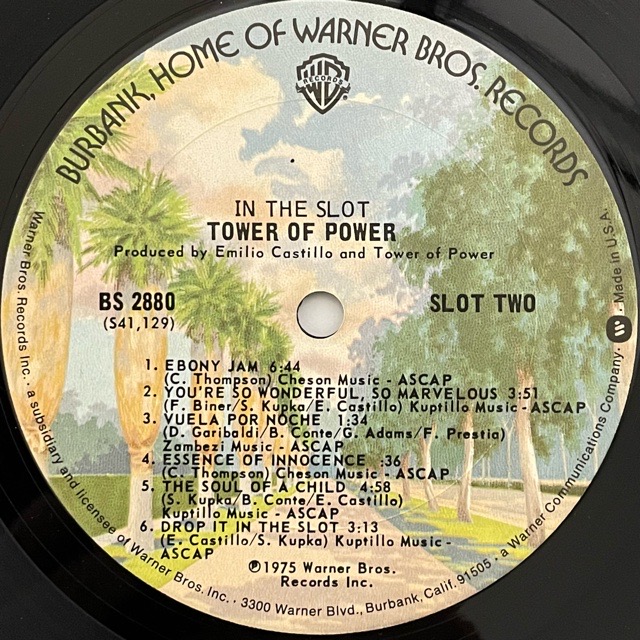 BURBANK, HOME OF WARNER BROS. RECORDS
WB
RECORDS
IN THE SLOT
TOWER OF POWER
Produced by Emilio Castillo and Tower of Power
BS 2880
(S41,129)
SLOT TWO
1. EBONY JAM 6:44
(C. Thompson) Cheson Music - ASCAP
2. YOU'RE SO WONDERFUL, SO MARVELOUS 3:51
(F. Biner/S. Kupka/E. Castillo) Kuptillo Music - ASCAP
3. VUELA POR NOCHE 1:34
(D. Garibaldi/B. Conte/G. Adams/F. Prestia)
Zambezi Music - ASCAP
4. ESSENCE OF INNOCENCE :36
(C. Thompson) Cheson Music - ASCAP
5. THE SOUL OF A CHILD 4:58
(S. Kupka/B. Conte/E. Castillo)
Kuptillo Music - ASCAP
6. DROP IT IN THE SLOT 3:13
(E. Castillo/S. Kupka) Kuptillo Music -
ASCAP
℗1975 Warner Bros.
Records Inc.
Warner Bros. Records Inc. · a subsidiary and licensee of Warner Bros. Inc. · 3300 Warner Blvd., Burbank, Calif. 91505 · a Warner Communications Company · Made in U.S.A.